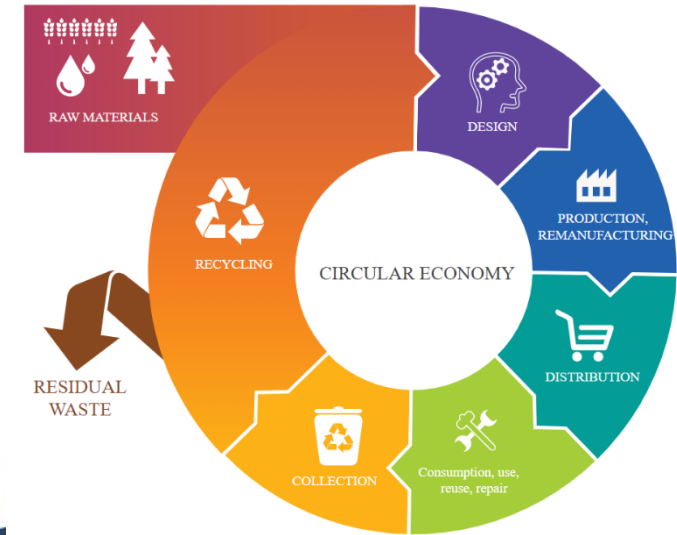 RAW MATERIALS
DESIGN
PRODUCTION,
REMANUFACTURING
RECYCLING
CIRCULAR ECONOMY
DISTRIBUTION
RESIDUAL
WASTE
COLLECTION
Consumption, use,
reuse, repair